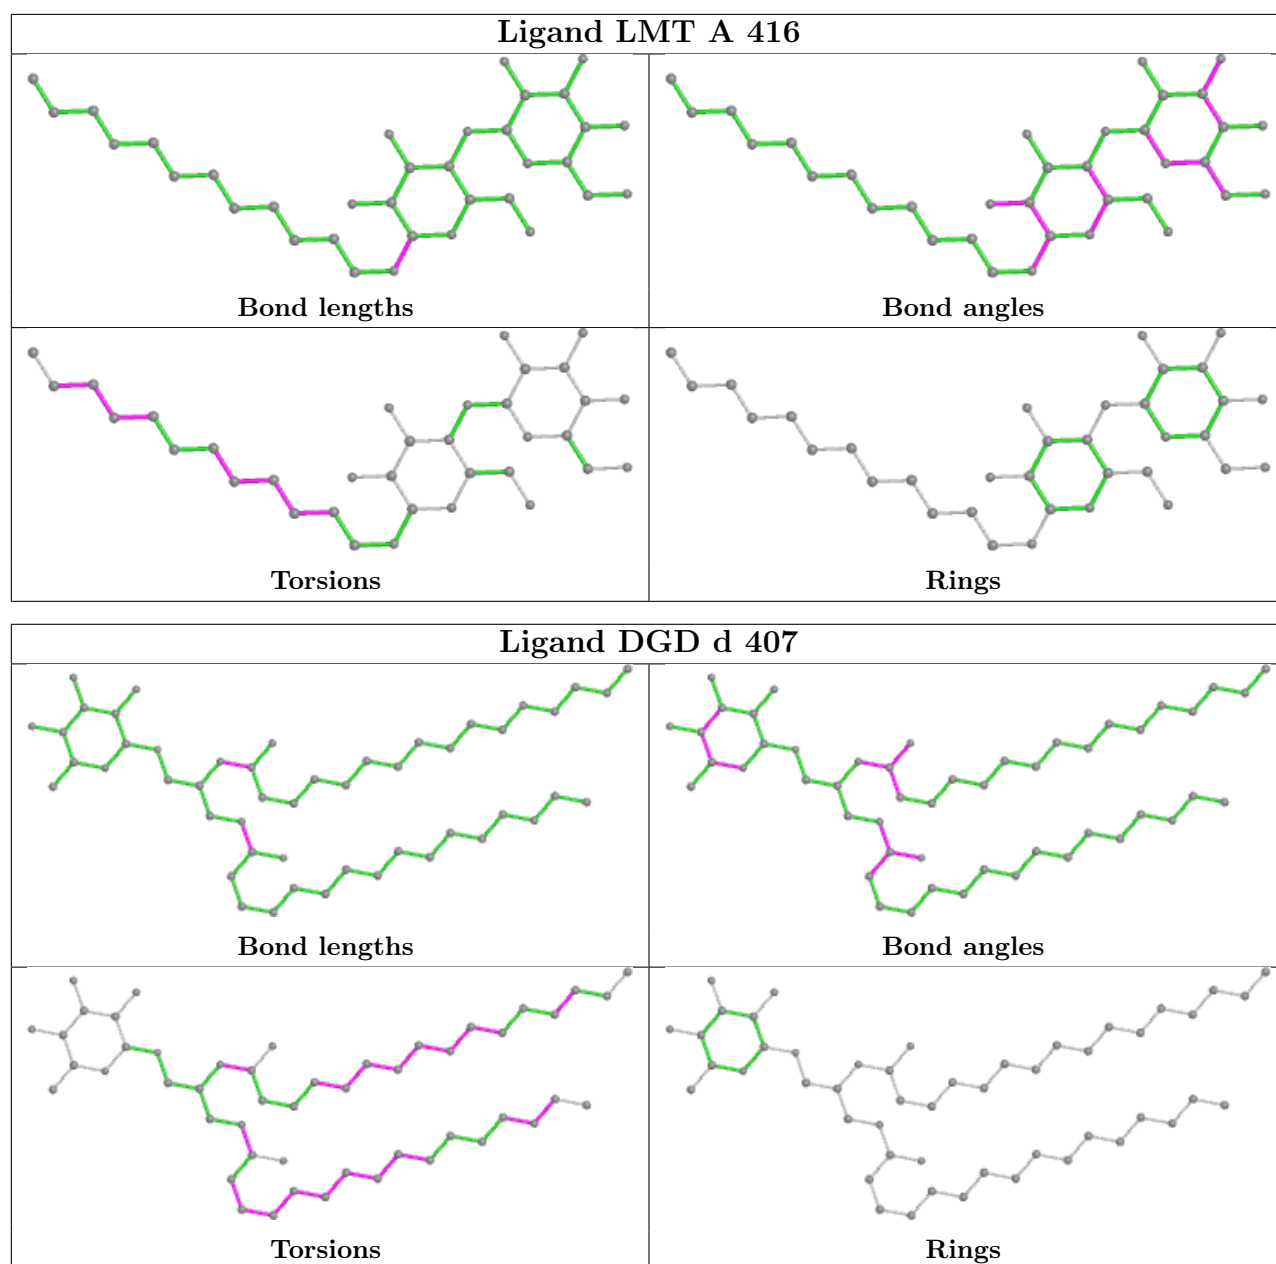 Ligand LMT A 416
Bond lengths
Bond angles
Torsions
Rings
Ligand DGD d 407
Bond lengths
Bond angles
Torsions
Rings